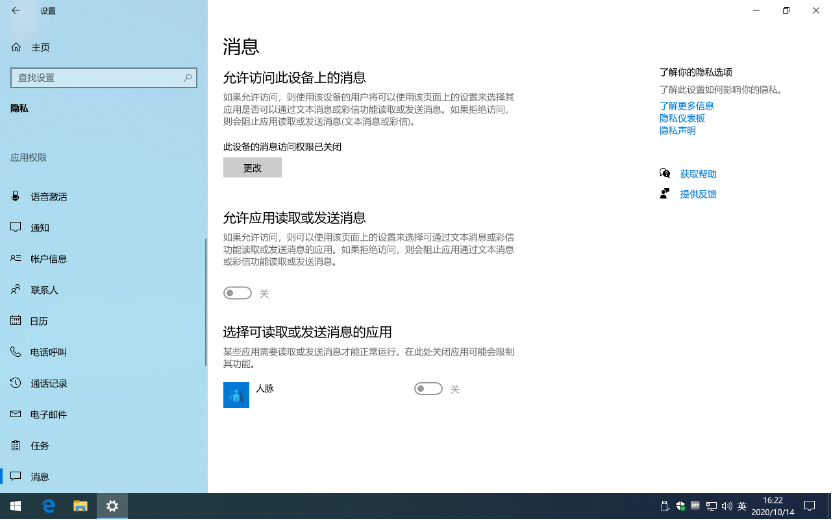 设置
主页
查找设置
隐私
应用权限
语音激活
通知
帐户信息
联系人
日历
电话呼叫
通话记录
电子邮件
任务
消息
消息
允许访问此设备上的消息
如果允许访问，则使用该设备的用户将可以使用该页面上的设置来选择其
应用是否可以通过文本消息或彩信功能读取或发送消息。如果拒绝访问，
则会阻止应用读取或发送消息(文本消息或彩信)。
此设备的消息访问权限已关闭
更改
允许应用读取或发送消息
如果允许访问，则可以使用该页面上的设置来选择可通过文本消息或彩信
功能读取或发送消息的应用。如果拒绝访问，则会阻止应用通过文本消息
或彩信功能读取或发送消息。
关
选择可读取或发送消息的应用
某些应用需要读取或发送消息才能正常运行。在此处关闭应用可能会限制
其功能。
人脉
关
了解你的隐私选项
了解此设置如何影响你的隐私。
了解更多信息
隐私仪表板
隐私声明
获取帮助
提供反馈
英
16:22
2020/10/14